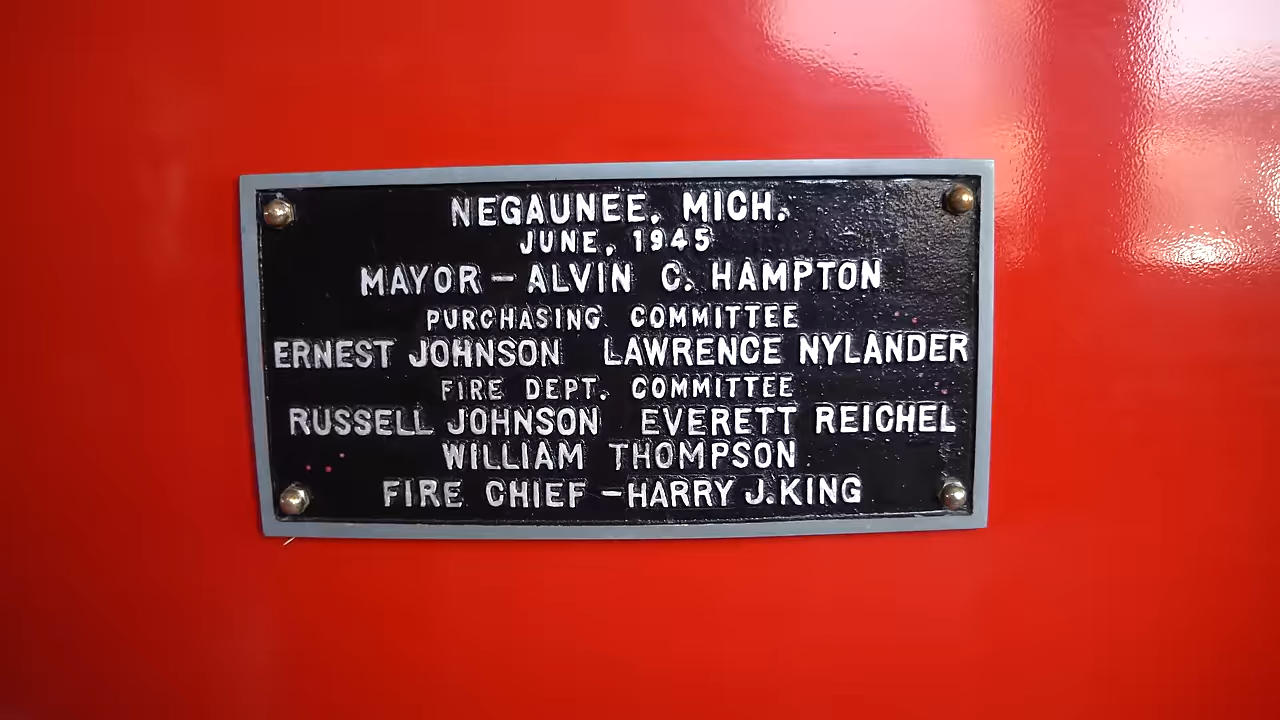 NEGAUNEE, MICH.
JUNE, 1945
MAYOR – ALVIN C. HAMPTON
PURCHASING COMMITTEE
ERNEST JOHNSON LAWRENCE NYLANDER
FIRE DEPT. COMMITTEE
RUSSELL JOHNSON EVERETT REICHEL
WILLIAM THOMPSON
FIRE CHIEF – HARRY J. KING